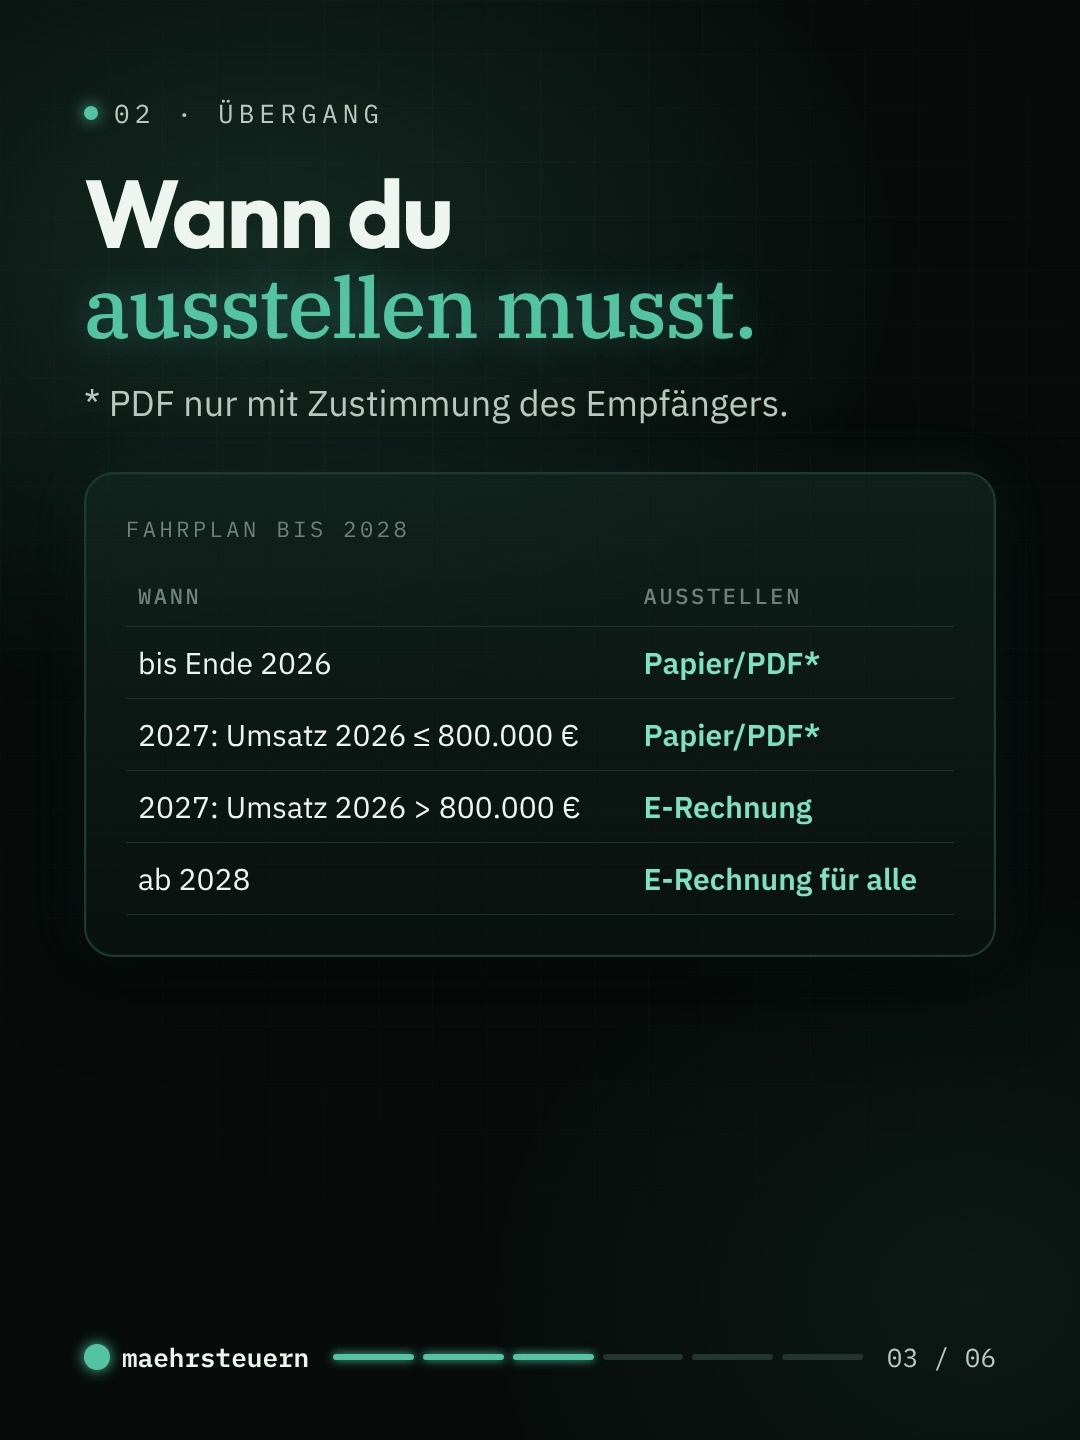 02 · ÜBERGANG
Wann du
ausstellen musst.
* PDF nur mit Zustimmung des Empfängers.
FAHRPLAN BIS 2028
WANN AUSSTELLEN
bis Ende 2026 Papier/PDF*
2027: Umsatz 2026 ≤ 800.000 € Papier/PDF*
2027: Umsatz 2026 > 800.000 € E-Rechnung
ab 2028 E-Rechnung für alle
maehrsteuern 03 / 06